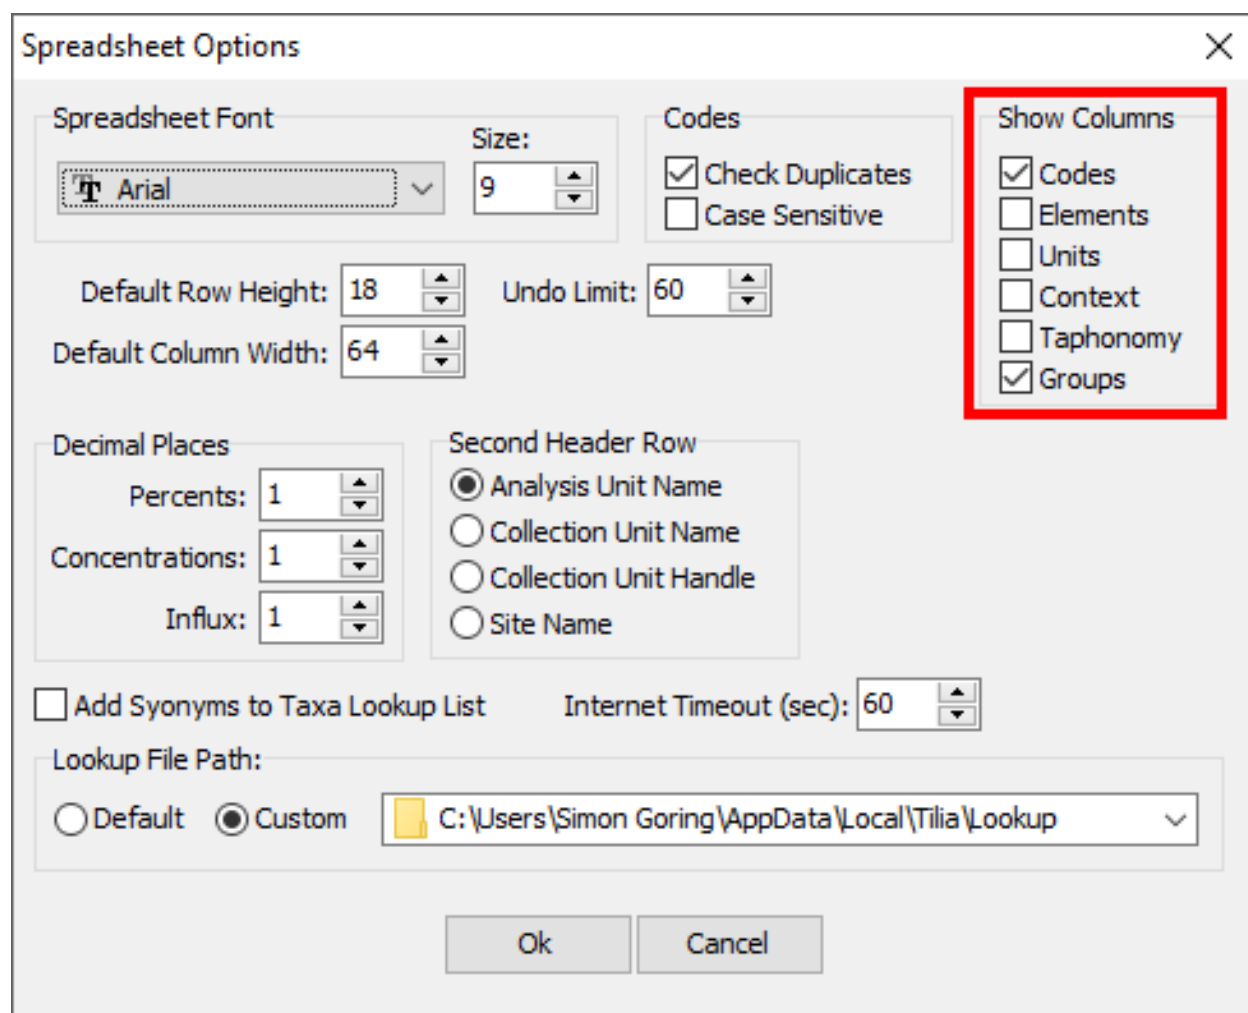 Spreadsheet Options
Spreadsheet Font
Size:
Arial
9
Codes
Check Duplicates
Case Sensitive
Show Columns
Codes
Elements
Units
Context
Taphonomy
Groups
Default Row Height: 18
Undo Limit: 60
Default Column Width: 64
Decimal Places
Percents: 1
Concentrations: 1
Influx: 1
Second Header Row
Analysis Unit Name
Collection Unit Name
Collection Unit Handle
Site Name
Add Syonyms to Taxa Lookup List
Internet Timeout (sec): 60
Lookup File Path:
Default
Custom
C:\Users\Simon Goring\AppData\Local\Tilia\Lookup
Ok
Cancel